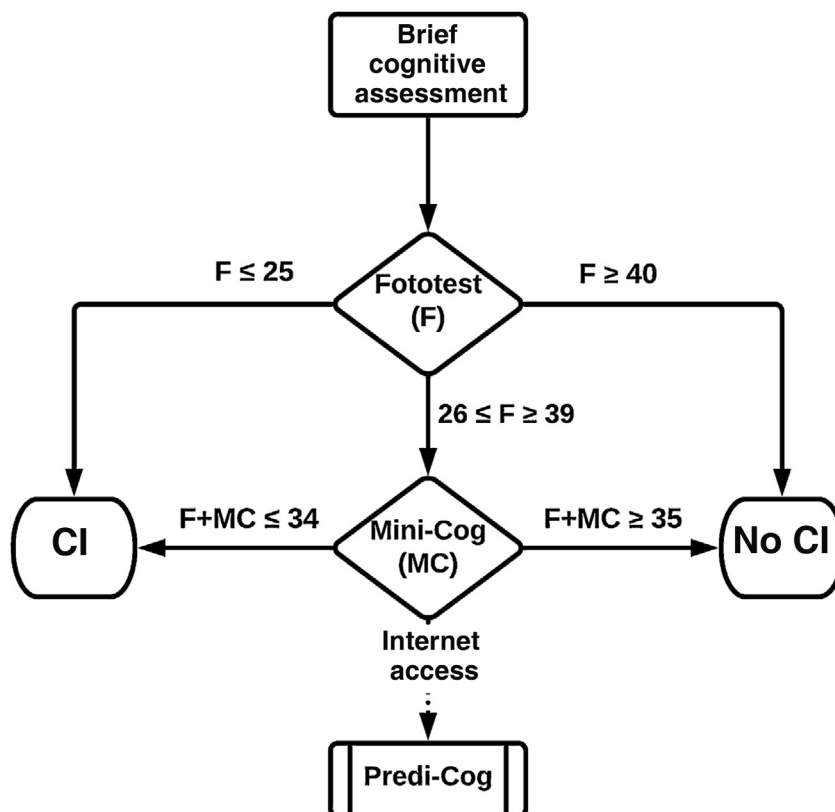 Brief
cognitive
assessment
F ≤ 25
F ≥ 40
Fototest
(F)
26 ≤ F ≥ 39
F+MC ≤ 34
F+MC ≥ 35
CI
Mini-Cog
(MC)
No CI
Internet
access
Predi-Cog